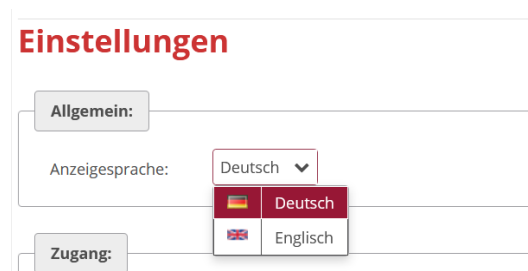 Einstellungen
Allgemein:
Anzeigesprache: Deutsch
Deutsch
Englisch
Zugang: